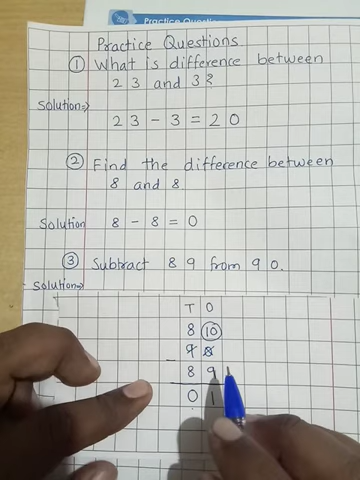 Practice Questio
Practice Questions
① What is difference between
23 and 3?
Solution⇒
23 - 3 = 20
② Find the difference between
8 and 8
Solution
8 - 8 = 0
③ Subtract 89 from 90.
Solution:→
T O
8 10
9 0
- 8 9
0 1